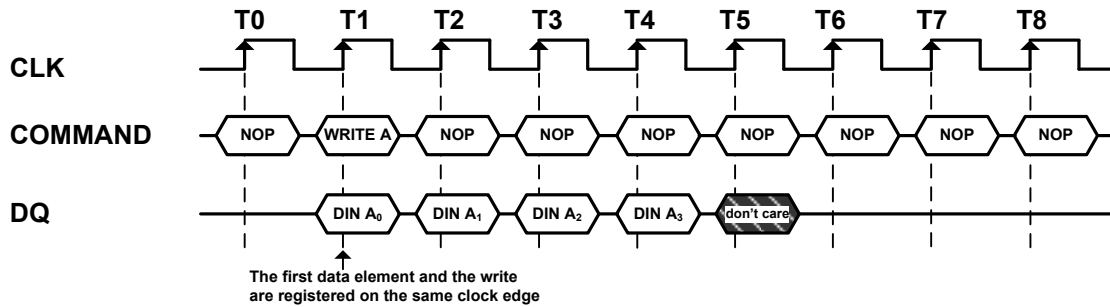 T0 T1 T2 T3 T4 T5 T6 T7 T8
CLK
COMMAND NOP WRITE A NOP NOP NOP NOP NOP NOP NOP
DQ DIN A₀ DIN A₁ DIN A₂ DIN A₃ don't care
The first data element and the write
are registered on the same clock edge